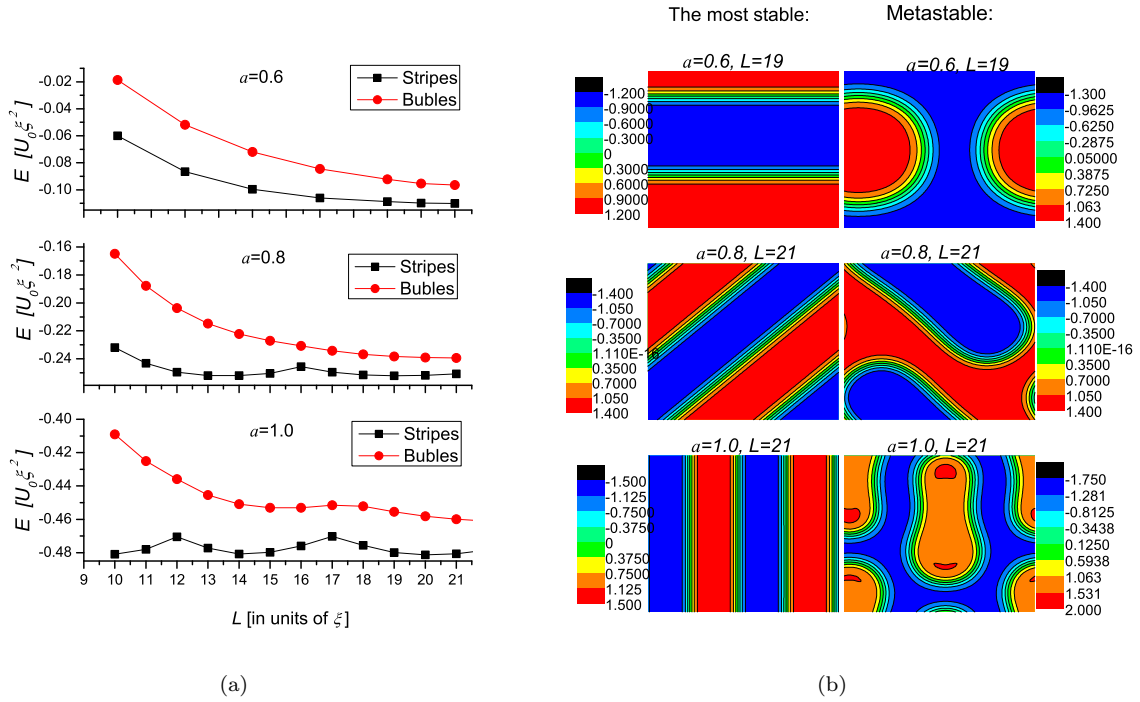 The most stable:
Metastable:
a=0.6
Stripes
Bubles
E [U₀ξ²]
-0.02
-0.04
-0.06
-0.08
-0.10
a=0.8
Stripes
Bubles
E [U₀ξ²]
-0.16
-0.18
-0.20
-0.22
-0.24
a=1.0
Stripes
Bubles
E [U₀ξ²]
-0.40
-0.42
-0.44
-0.46
-0.48
9 10 11 12 13 14 15 16 17 18 19 20 21
L [in units of ξ]
(a)
a=0.6, L=19
-1.200
-0.9000
-0.6000
-0.3000
0
0.3000
0.6000
0.9000
1.200
a=0.6, L=19
-1.300
-0.9625
-0.6250
-0.2875
0.05000
0.3875
0.7250
1.063
1.400
a=0.8, L=21
-1.400
-1.050
-0.7000
-0.3500
1.110E-16
0.3500
0.7000
1.050
1.400
a=0.8, L=21
-1.400
-1.050
-0.7000
-0.3500
1.110E-16
0.3500
0.7000
1.050
1.400
a=1.0, L=21
-1.500
-1.125
-0.7500
-0.3750
0
0.3750
0.7500
1.125
1.500
a=1.0, L=21
-1.750
-1.281
-0.8125
-0.3438
0.1250
0.5938
1.063
1.531
2.000
(b)